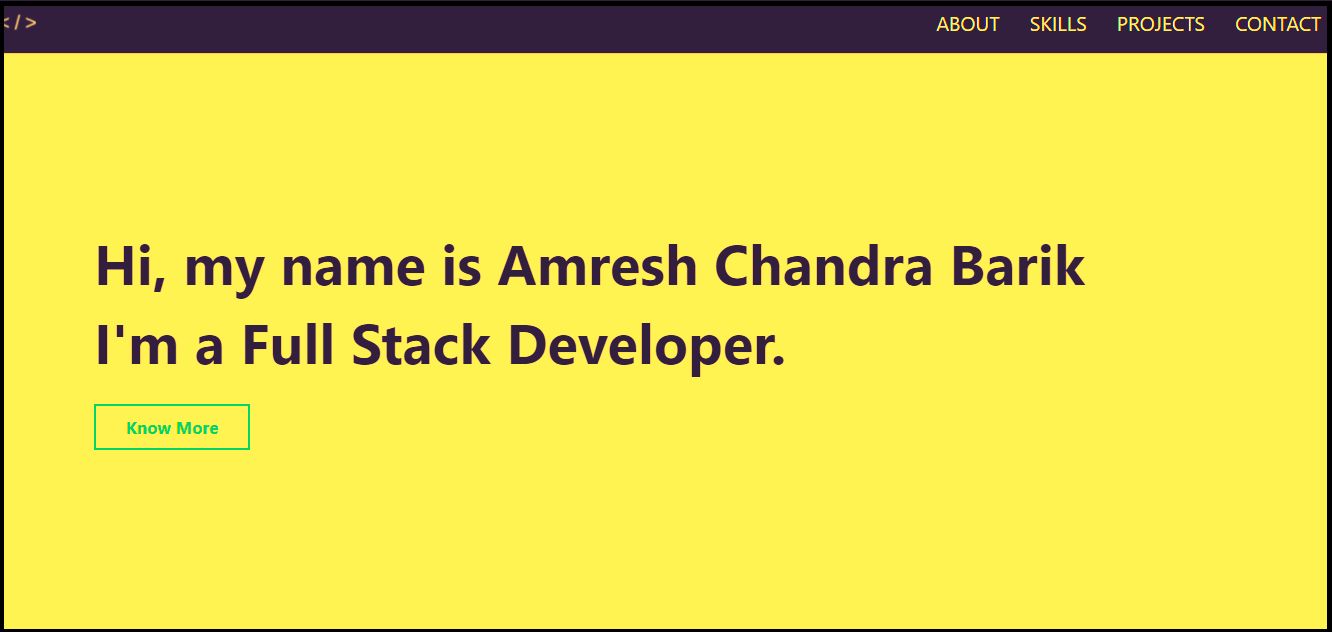 </>
ABOUT SKILLS PROJECTS CONTACT
Hi, my name is Amresh Chandra Barik
I'm a Full Stack Developer.
Know More